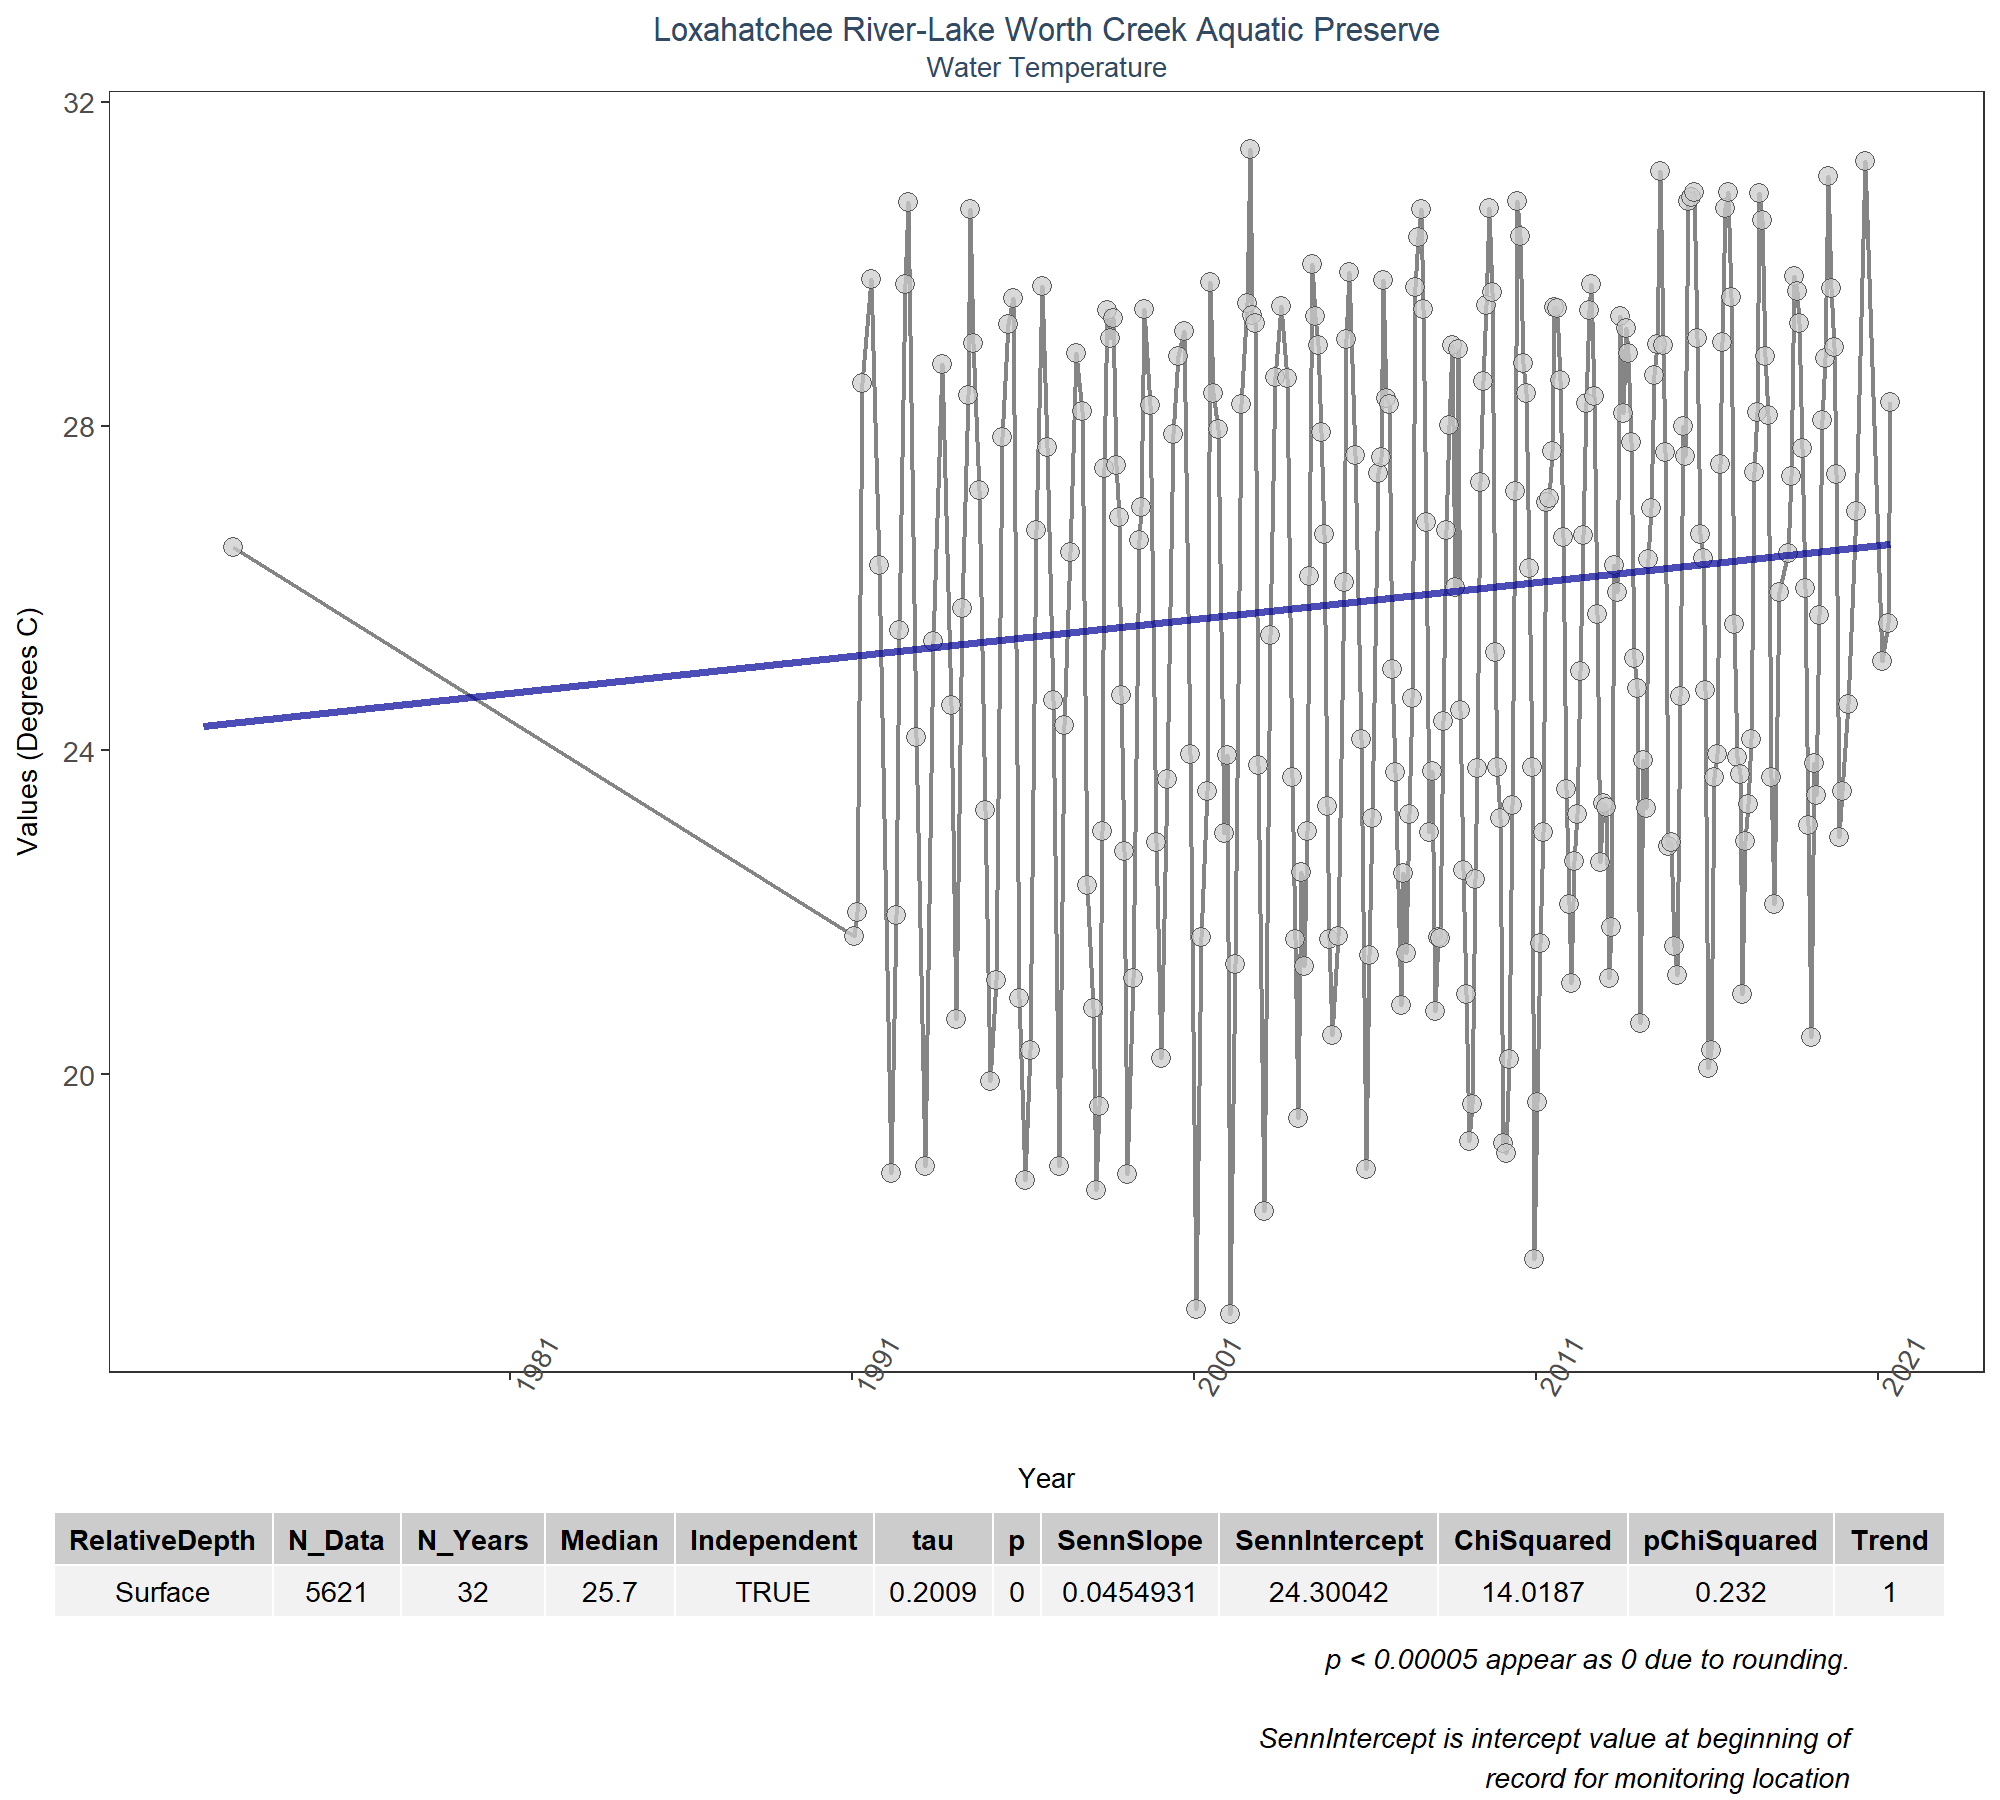 Loxahatchee River-Lake Worth Creek Aquatic Preserve
Water Temperature
32
28
24
20
Values (Degrees C)
1981
1991
2001
2011
2021
Year
RelativeDepth N_Data N_Years Median Independent tau p SennSlope SennIntercept ChiSquared pChiSquared Trend
Surface 5621 32 25.7 TRUE 0.2009 0 0.0454931 24.30042 14.0187 0.232 1
p < 0.00005 appear as 0 due to rounding.
SennIntercept is intercept value at beginning of
record for monitoring location